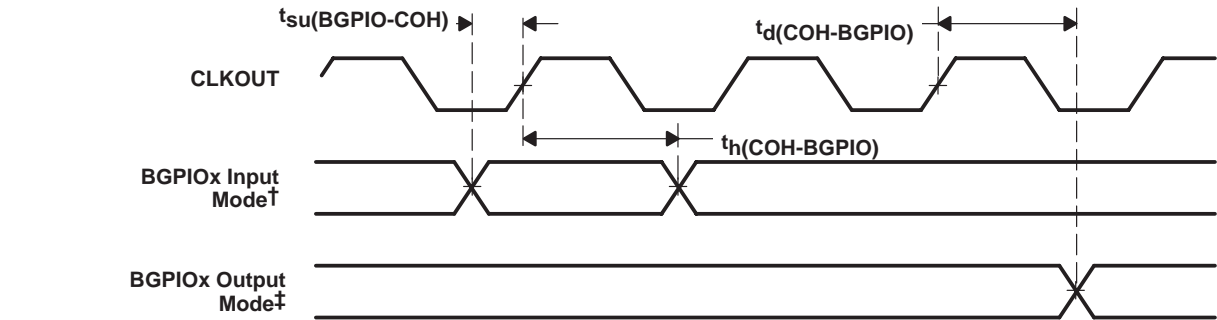 tsu(BGPIO-COH)
td(COH-BGPIO)
CLKOUT
th(COH-BGPIO)
BGPIOx Input
Mode†
BGPIOx Output
Mode‡